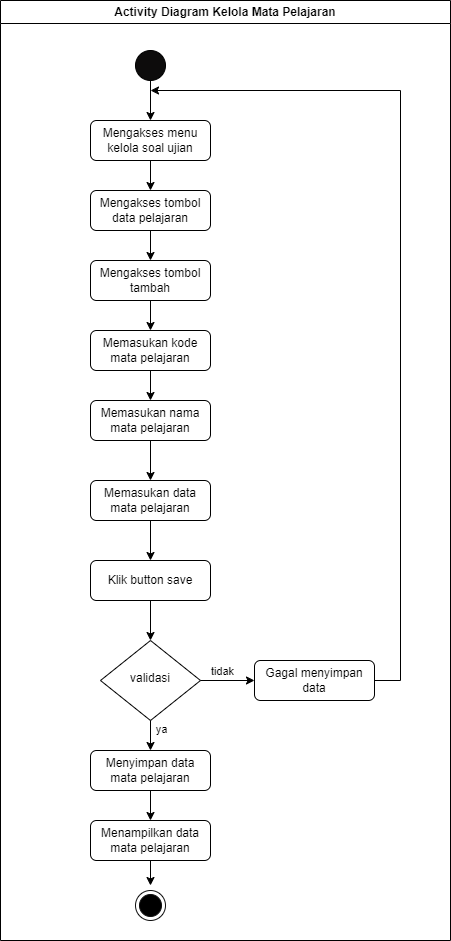 Activity Diagram Kelola Mata Pelajaran
Mengakses menu
kelola soal ujian
Mengakses tombol
data pelajaran
Mengakses tombol
tambah
Memasukan kode
mata pelajaran
Memasukan nama
mata pelajaran
Memasukan data
mata pelajaran
Klik button save
validasi
tidak
Gagal menyimpan
data
ya
Menyimpan data
mata pelajaran
Menampilkan data
mata pelajaran